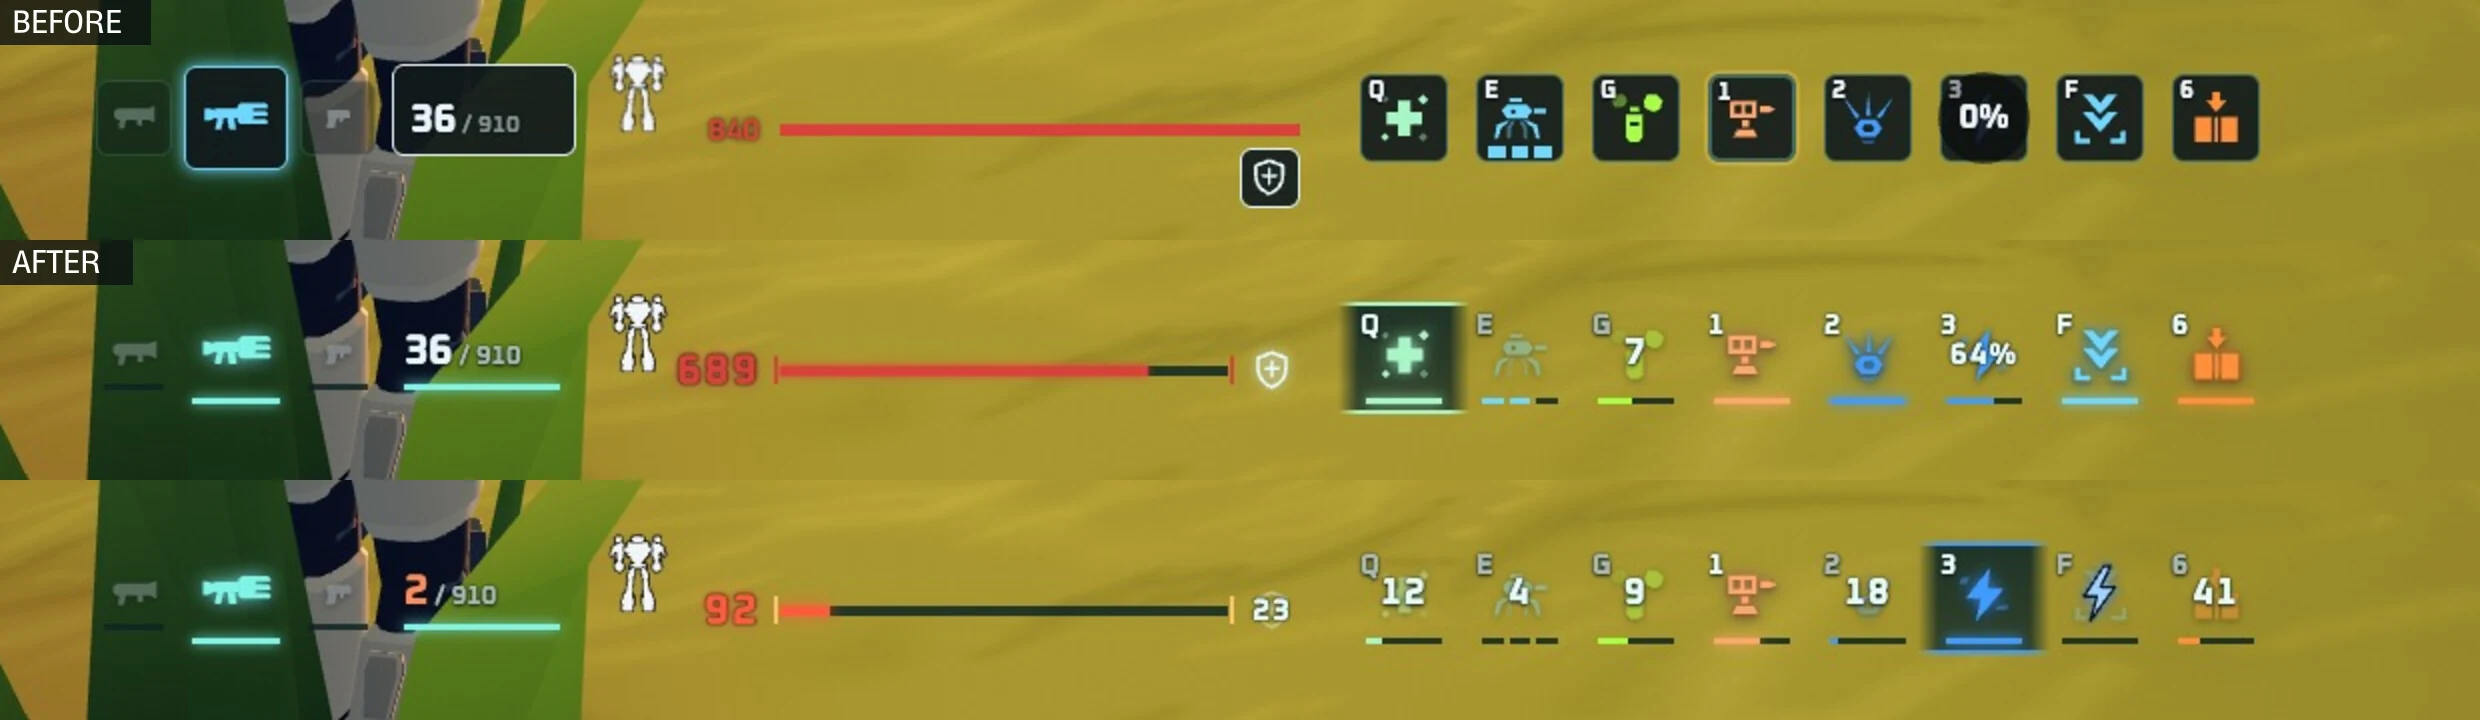 BEFORE
36 / 910
840
Q E G 1 2 3 F 6
0%
AFTER
36 / 910
689
Q E G 1 2 3 F 6
7 64%
2 / 910
92
23
Q E G 1 2 3 F 6
12 4 9 18 41